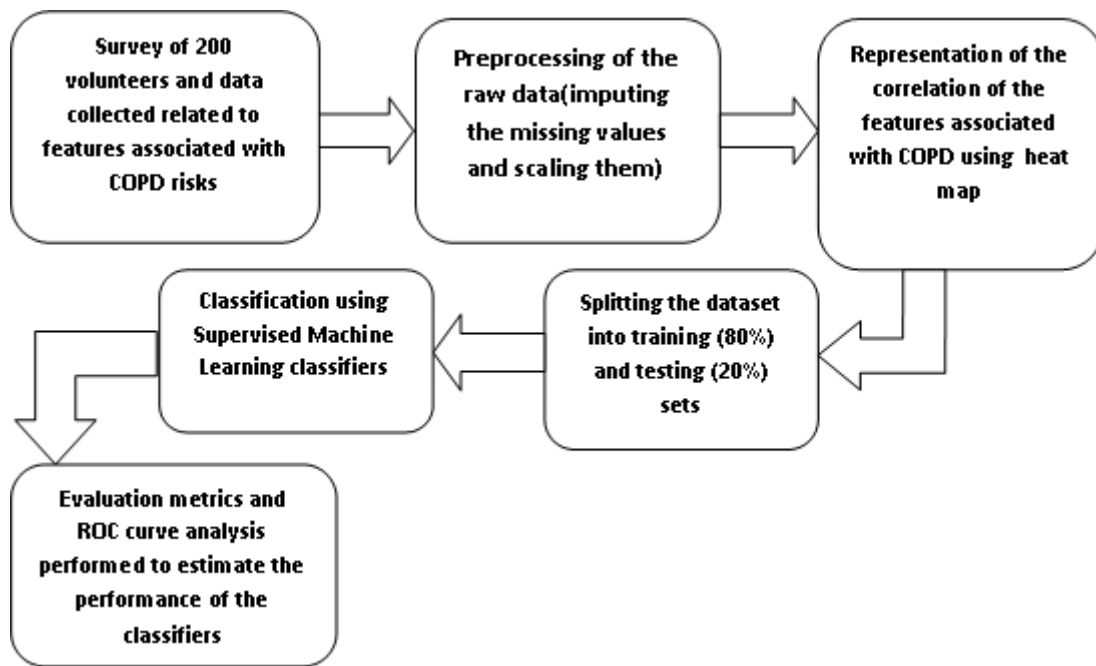 Survey of 200
volunteers and data
collected related to
features associated with
COPD risks
Preprocessing of the
raw data(imputing
the missing values
and scaling them)
Representation of the
correlation of the
features associated
with COPD using heat
map
Splitting the dataset
into training (80%)
and testing (20%)
sets
Classification using
Supervised Machine
Learning classifiers
Evaluation metrics and
ROC curve analysis
performed to estimate the
performance of the
classifiers